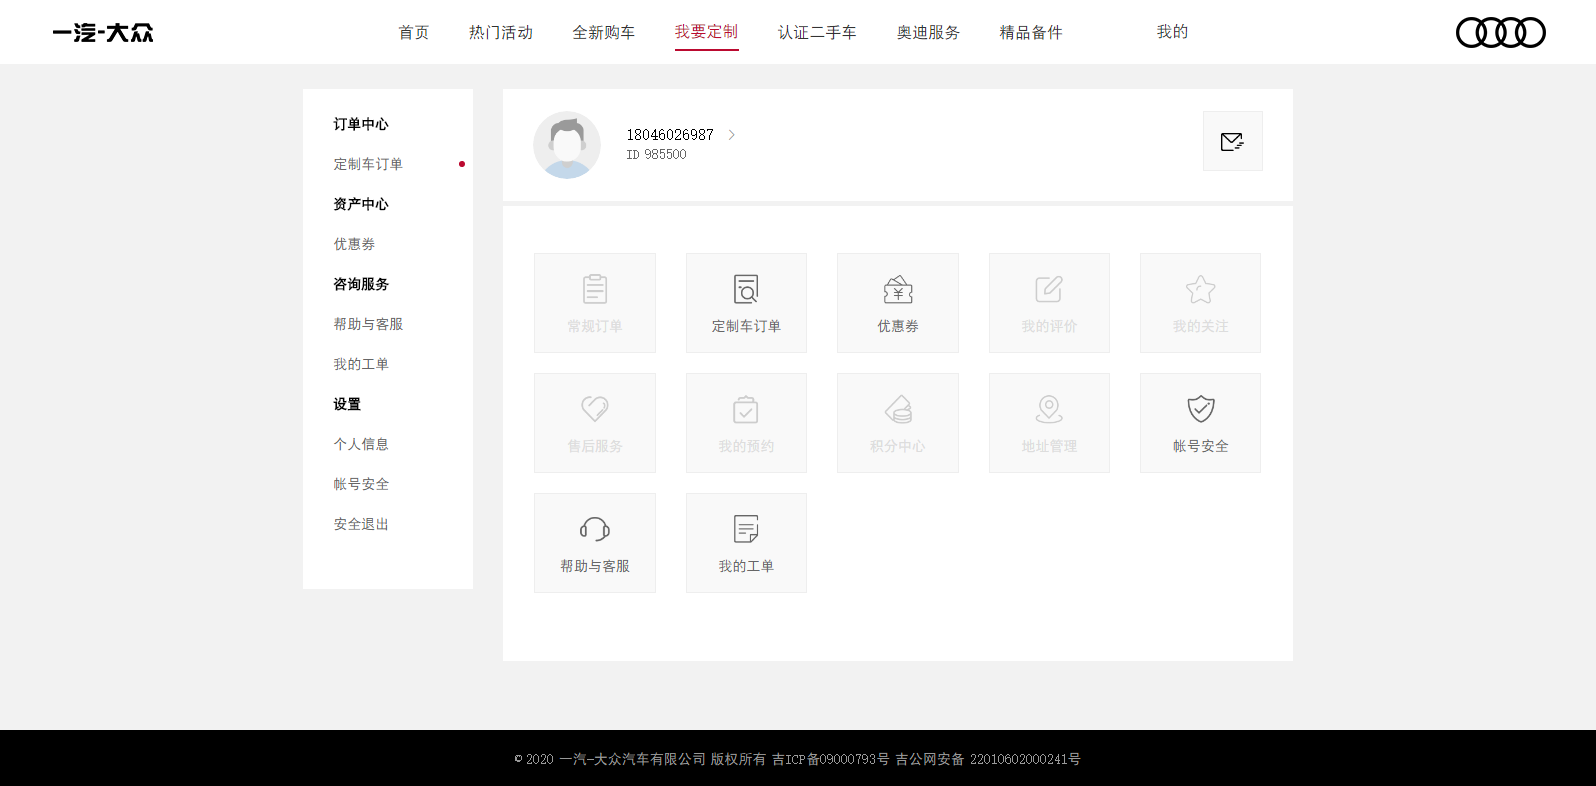 一汽-大众
首页 热门活动 全新购车 我要定制 认证二手车 奥迪服务 精品备件 我的
订单中心
定制车订单
资产中心
优惠券
咨询服务
帮助与客服
我的工单
设置
个人信息
帐号安全
安全退出
18046026987
ID 985500
常规订单 定制车订单 优惠券 我的评价 我的关注
售后服务 我的预约 积分中心 地址管理 帐号安全
帮助与客服 我的工单
© 2020 一汽-大众汽车有限公司 版权所有 吉ICP备09000793号 吉公网安备 22010602000241号